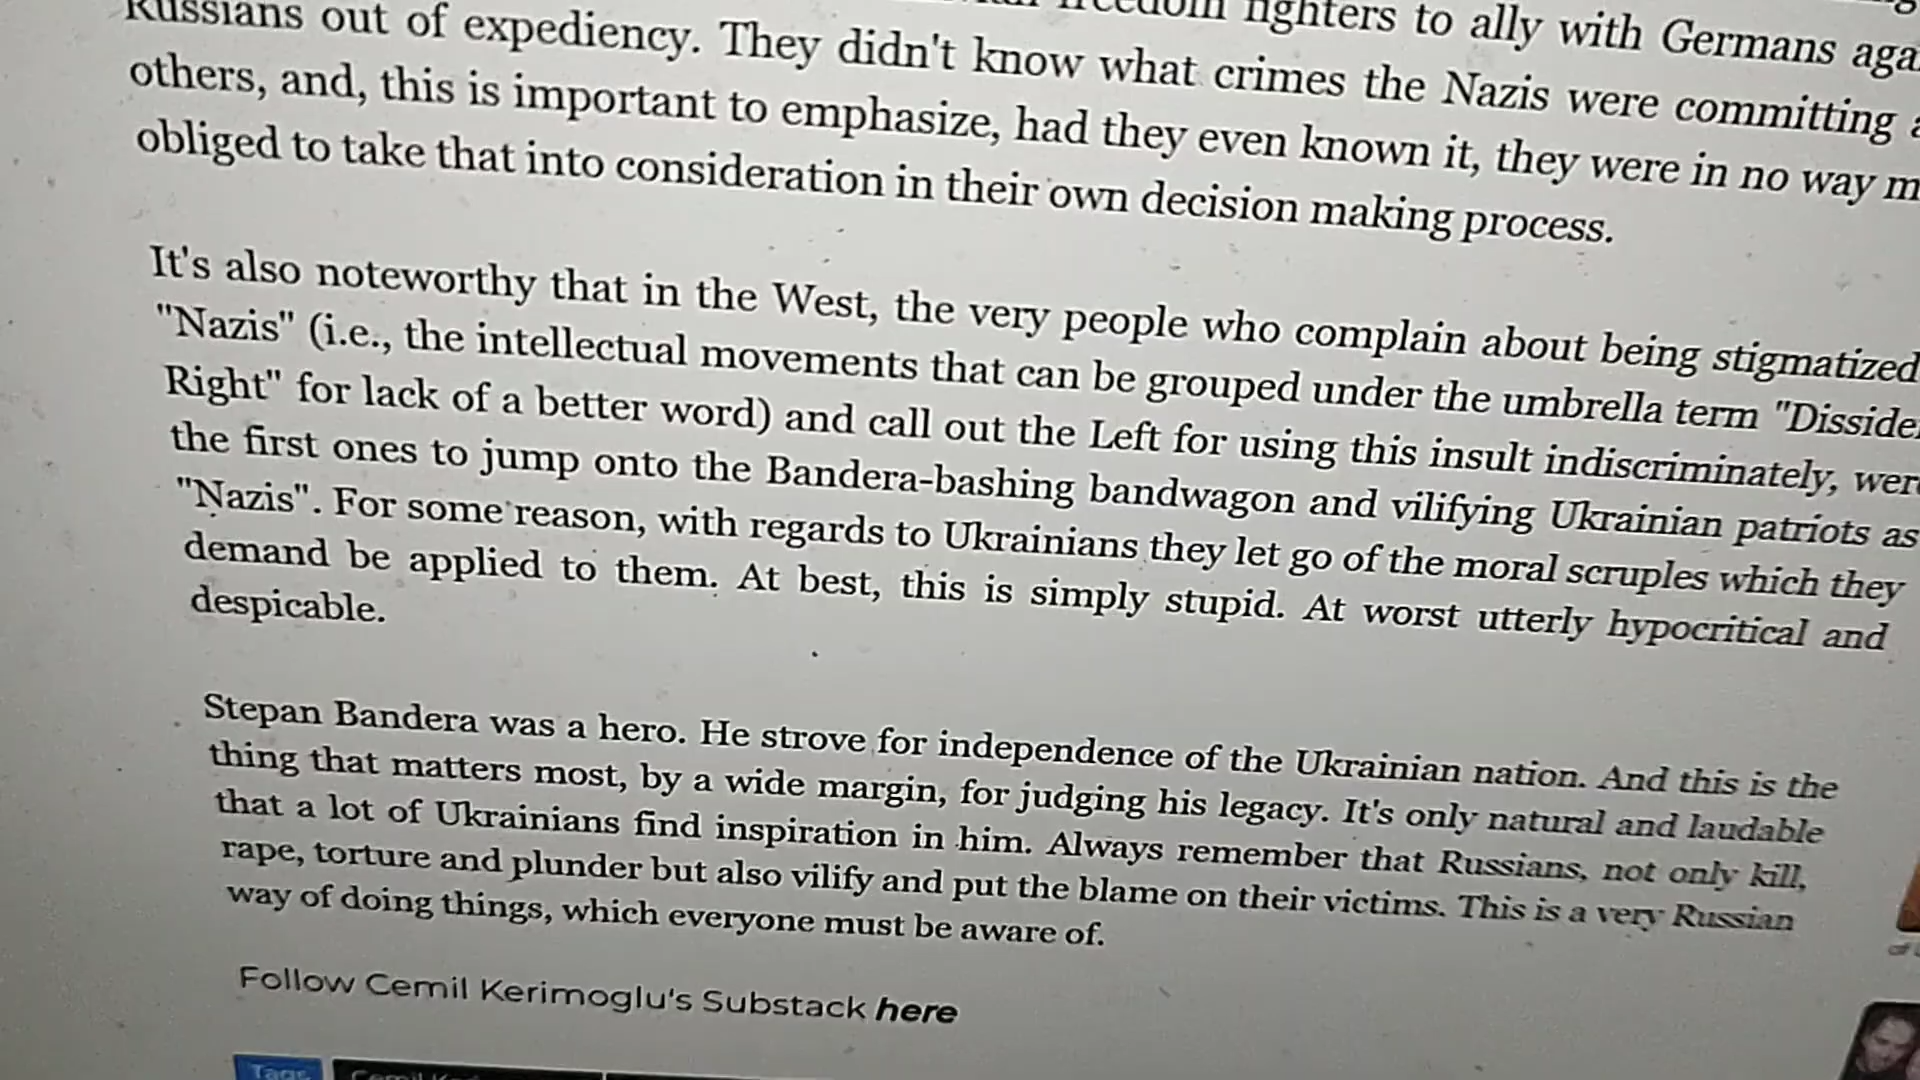 Russians out of expediency. They didn't know what crimes the Nazis were committing
freedom fighters to ally with Germans
others, and, this is important to emphasize, had they even known it, they were in no way
obliged to take that into consideration in their own decision making process.
It's also noteworthy that in the West, the very people who complain about being stigmatized
"Nazis" (i.e., the intellectual movements that can be grouped under the umbrella term
Right" for lack of a better word) and call out the Left for using this insult indiscriminately,
the first ones to jump onto the Bandera-bashing bandwagon and vilifying Ukrainian patriots as
"Nazis". For some reason, with regards to Ukrainians they let go of the moral scruples which they
demand be applied to them. At best, this is simply stupid. At worst utterly hypocritical and
despicable.
Stepan Bandera was a hero. He strove for independence of the Ukrainian nation. And this is the
thing that matters most, by a wide margin, for judging his legacy. It's only natural and laudable
that a lot of Ukrainians find inspiration in him. Always remember that Russians, not only kill,
rape, torture and plunder but also vilify and put the blame on their victims. This is a very Russian
way of doing things, which everyone must be aware of.
Follow Cemil Kerimoglu's Substack here
Tags